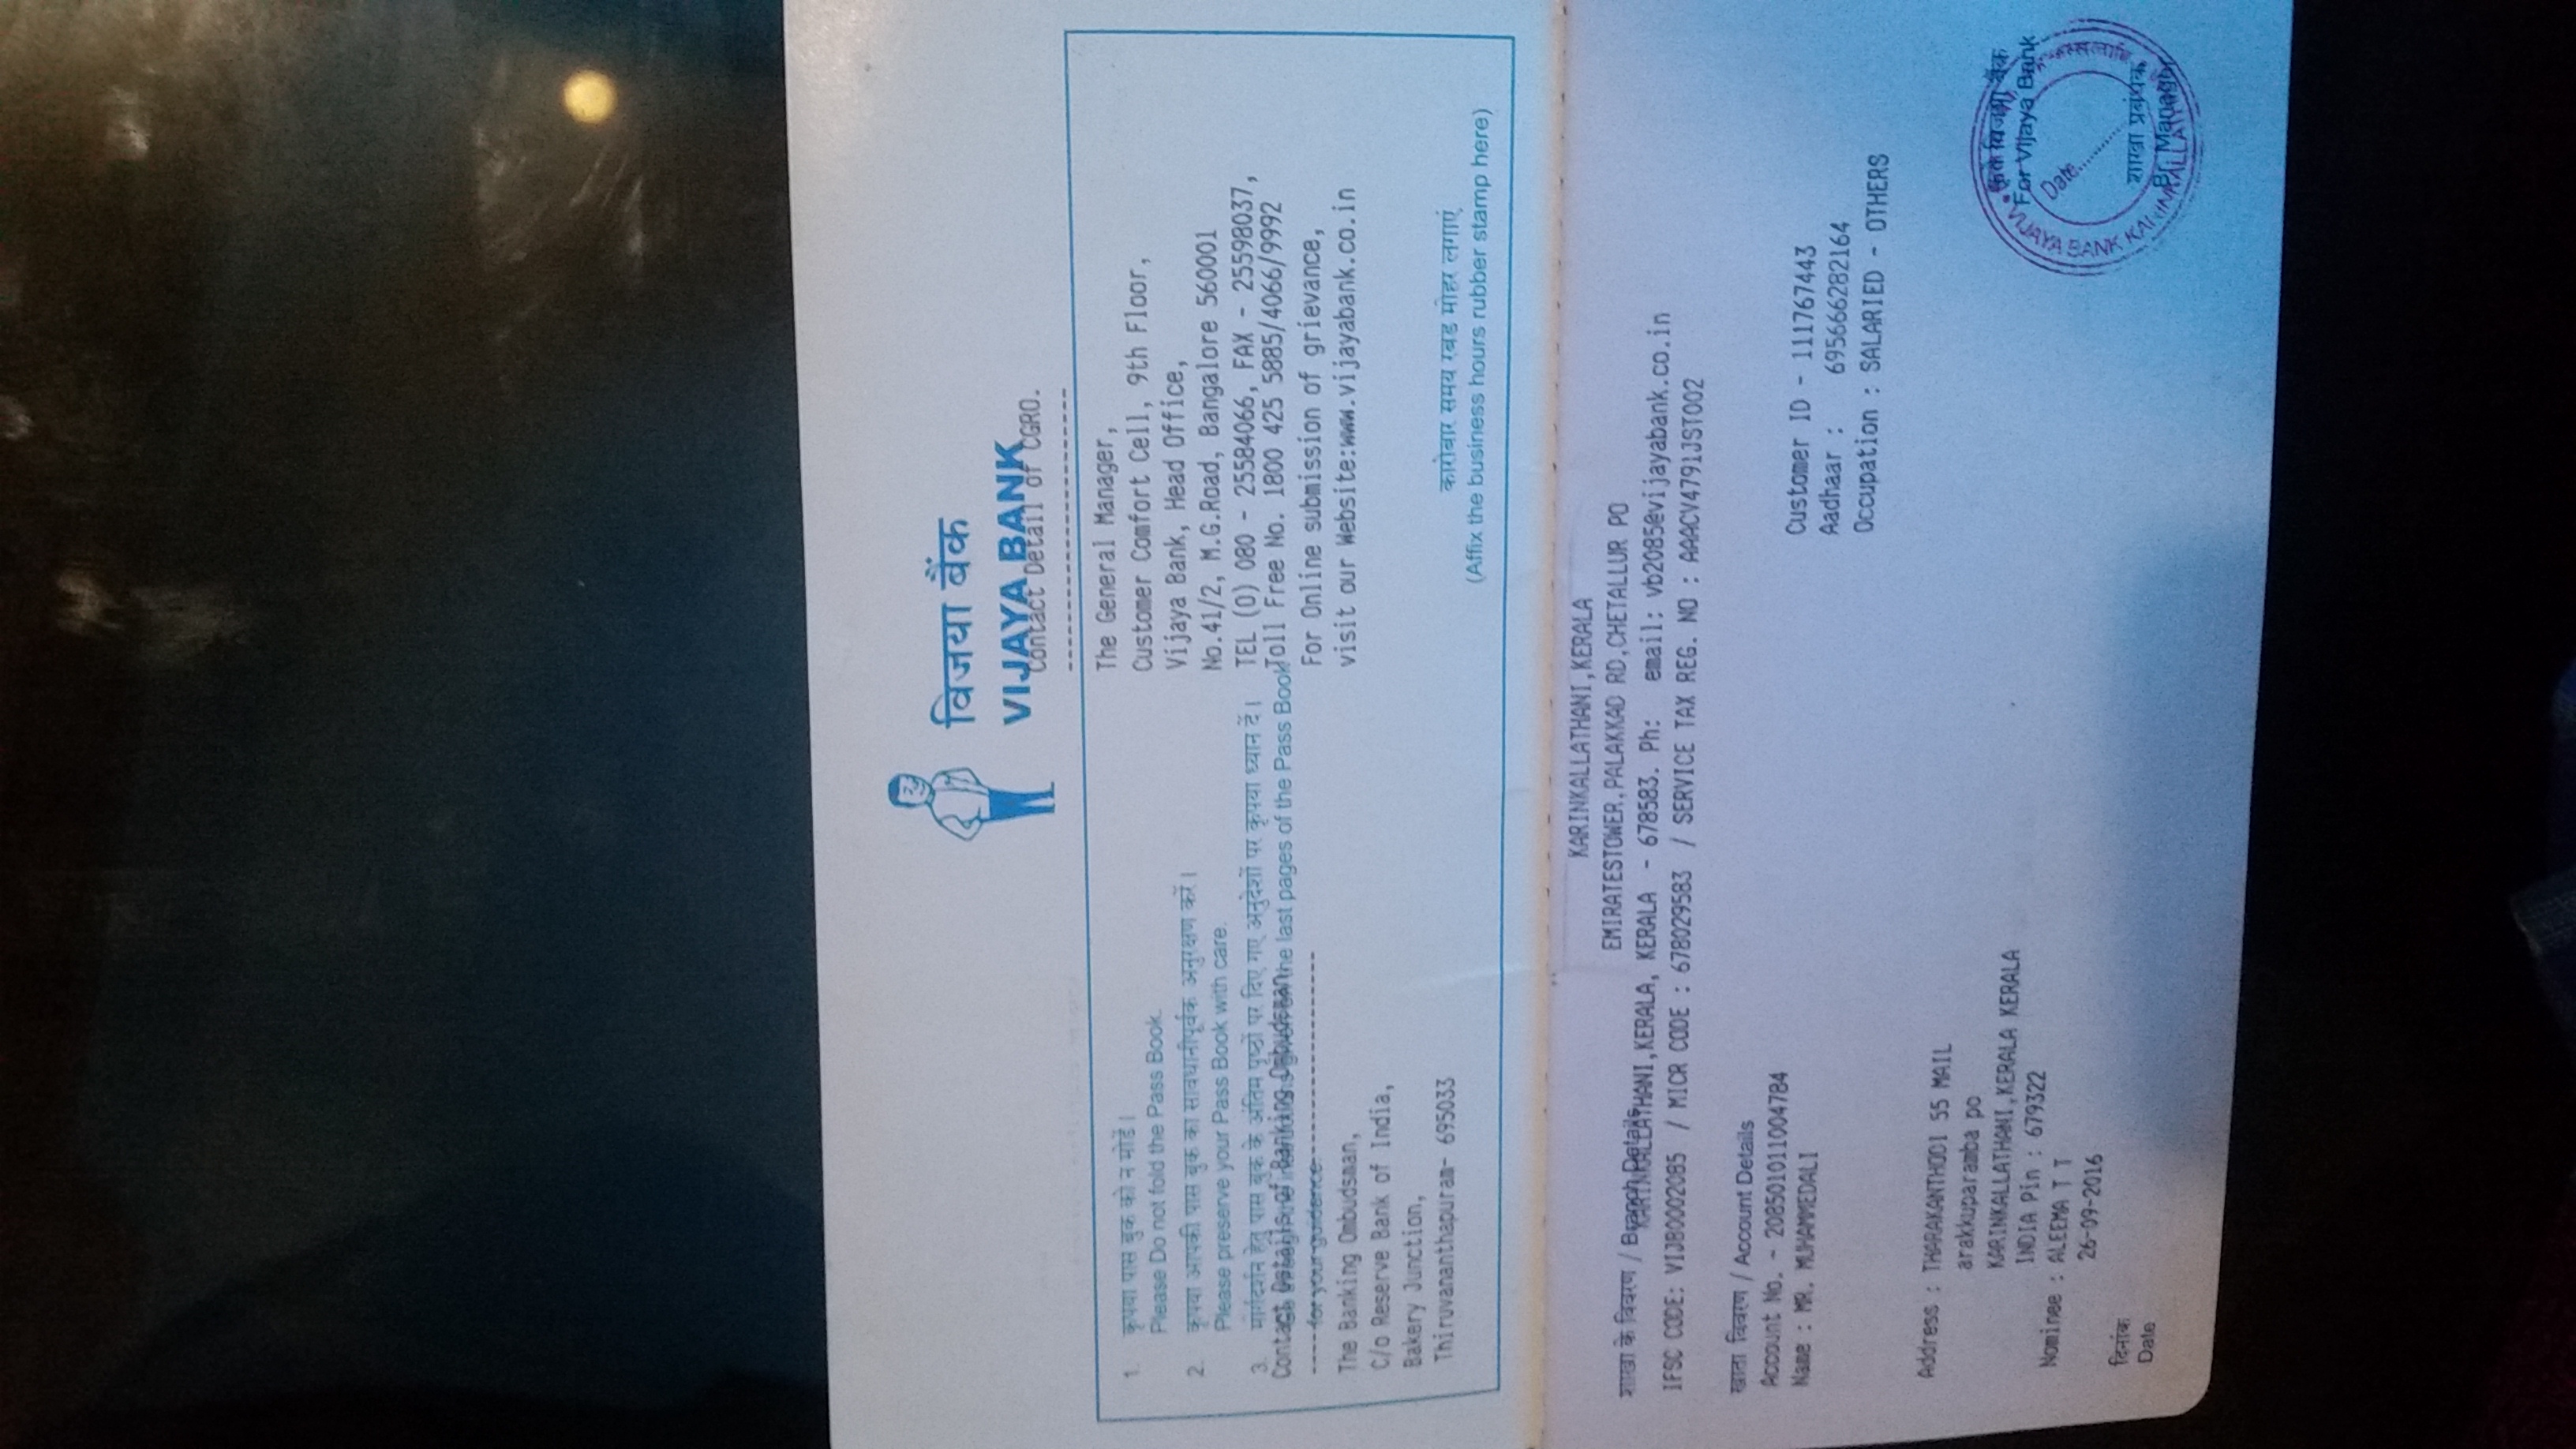 विजया बैंक
VIJAYA BANK
Contact Detail of CGRO.
---------------------
1. कृपया पास बुक को न मोडें।
Please Do not fold the Pass Book.
2. कृपया आपकी पास बुक का सावधानीपूर्वक अनुरक्षण करें।
Please preserve your Pass Book with care.
3. मार्गदर्शन हेतु पास बुक के अंतिम पृष्ठों पर दिए गए अनुदेशों पर कृपया ध्यान दें।
the instructions given on the last pages of the Pass Book
for your guidance.
Contact Details of Banking Ombudsman
The Banking Ombudsman,
C/o Reserve Bank of India,
Bakery Junction,
Thiruvananthapuram- 695033
The General Manager,
Customer Comfort Cell, 9th Floor,
Vijaya Bank, Head Office,
No.41/2, M.G.Road, Bangalore 560001
TEL (O) 080 - 25584066, FAX - 25598037,
Toll Free No. 1800 425 5885/4066/9992
For Online submission of grievance,
visit our Website:www.vijayabank.co.in
कारोबार समय रबड मोहर लगाएं
(Affix the business hours rubber stamp here)
KARINKALLATHANI,KERALA
EMIRATESTOWER,PALAKKAD RD,CHETALLUR PO
शाखा के विवरण / Branch Details
KARINKALLATHANI,KERALA, KERALA - 678583. Ph: email: vb2085@vijayabank.co.in
IFSC CODE: VIJB0002085 / MICR CODE : 678029583 / SERVICE TAX REG. NO : AAACV4791JST002
खाता विवरण / Account Details
Account No. - 208501011004784
Name : MR. MUHAMMEDALI
Customer ID - 111767443
Aadhaar : 695666282164
Occupation : SALARIED - OTHERS
Address : THARAKANTHODI 55 MAIL
arakkuparamba po
KARINKALLATHANI,KERALA KERALA
INDIA Pin : 679322
Nominee : ALEEMA T T
26-09-2016
दिनांक
Date
कृते विजया बैंक
For Vijaya Bank
Date
शाखा प्रबंधक
Br. Manager
VIJAYA BANK KARINKALLATHANI